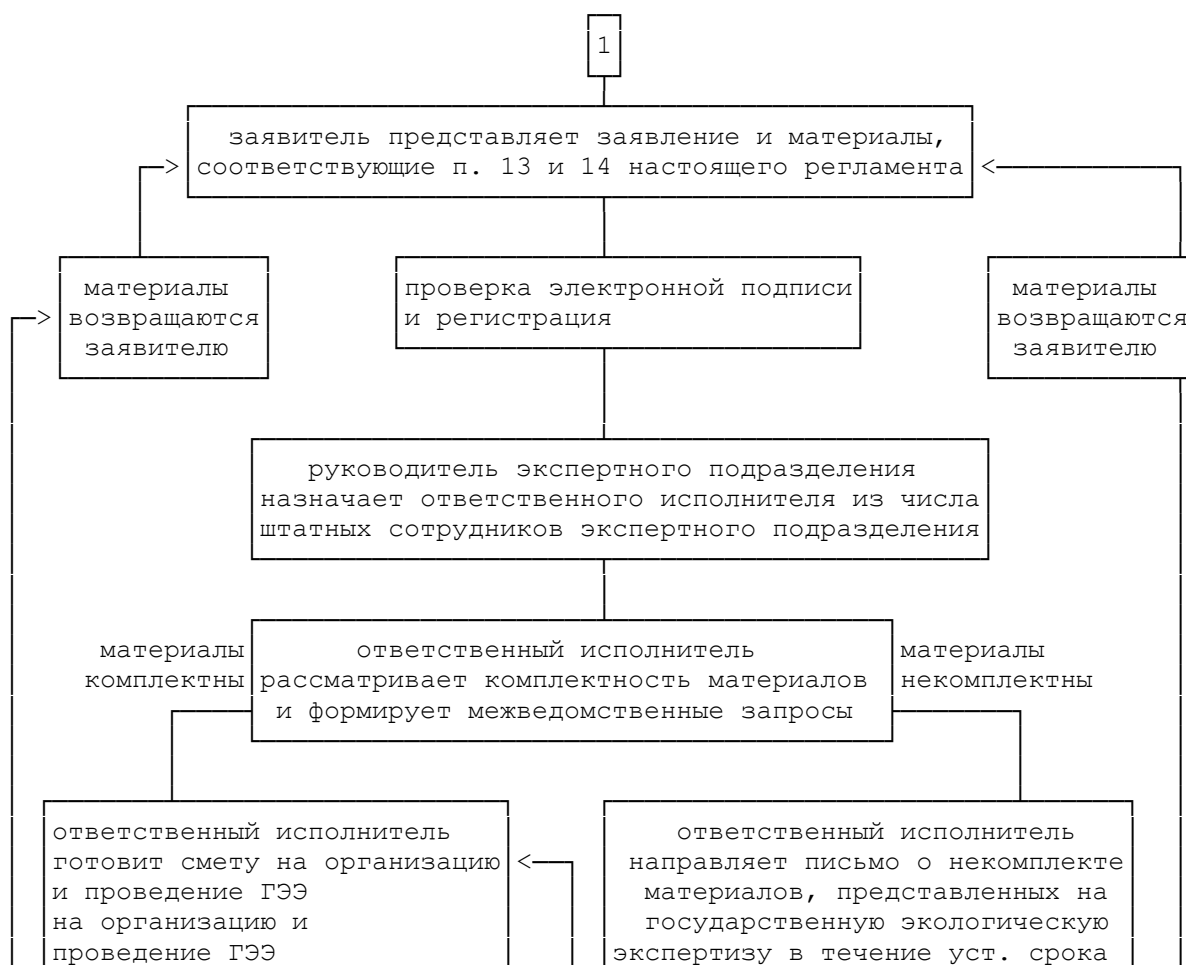 1
заявитель представляет заявление и материалы,
соответствующие п. 13 и 14 настоящего регламента
материалы
возвращаются
заявителю
проверка электронной подписи
и регистрация
материалы
возвращаются
заявителю
руководитель экспертного подразделения
назначает ответственного исполнителя из числа
штатных сотрудников экспертного подразделения
материалы
комплектны
ответственный исполнитель
рассматривает комплектность материалов
и формирует межведомственные запросы
материалы
некомплектны
ответственный исполнитель
готовит смету на организацию
и проведение ГЭЭ
на организацию и
проведение ГЭЭ
ответственный исполнитель
направляет письмо о некомплекте
материалов, представленных на
государственную экологическую
экспертизу в течение уст. срока